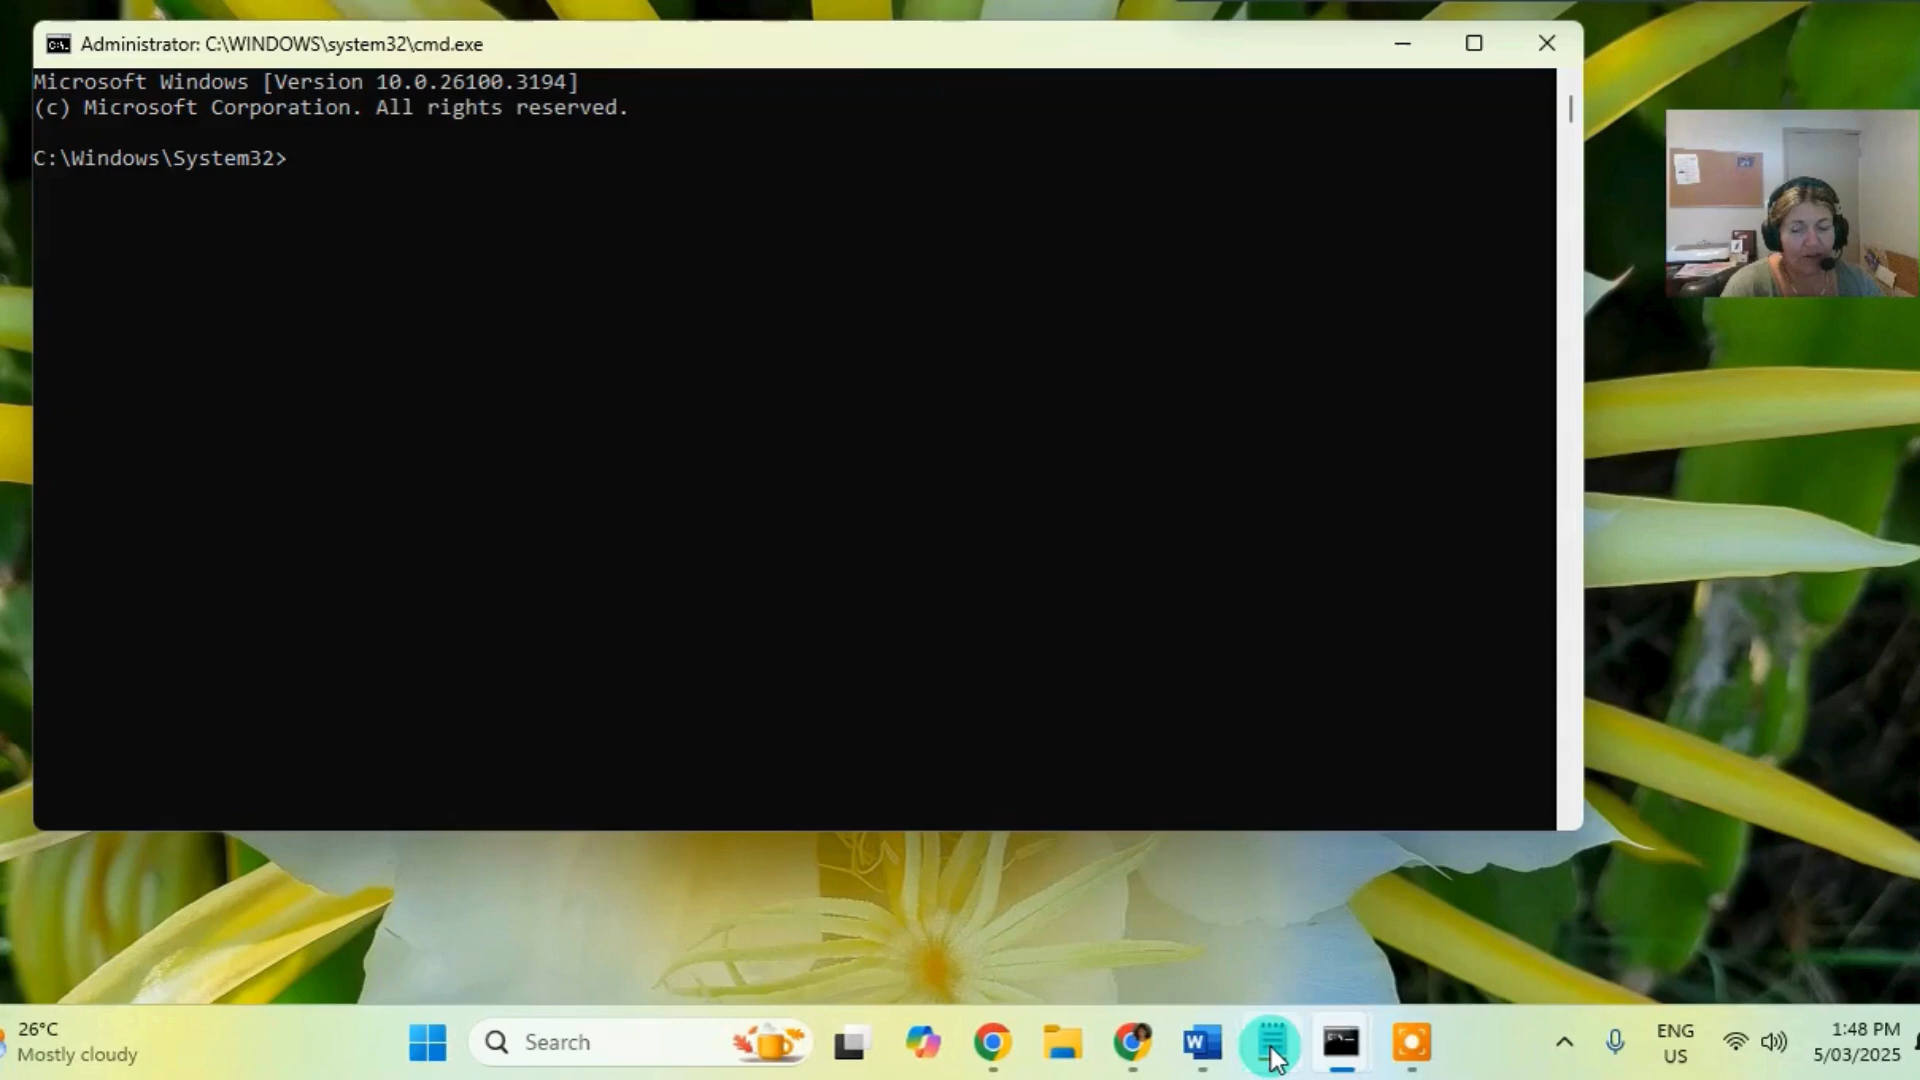 Administrator: C:\WINDOWS\system32\cmd.exe
Microsoft Windows [Version 10.0.26100.3194]
(c) Microsoft Corporation. All rights reserved.
C:\Windows\System32>
26°C
Mostly cloudy
Search
ENG
US
1:48 PM
5/03/2025